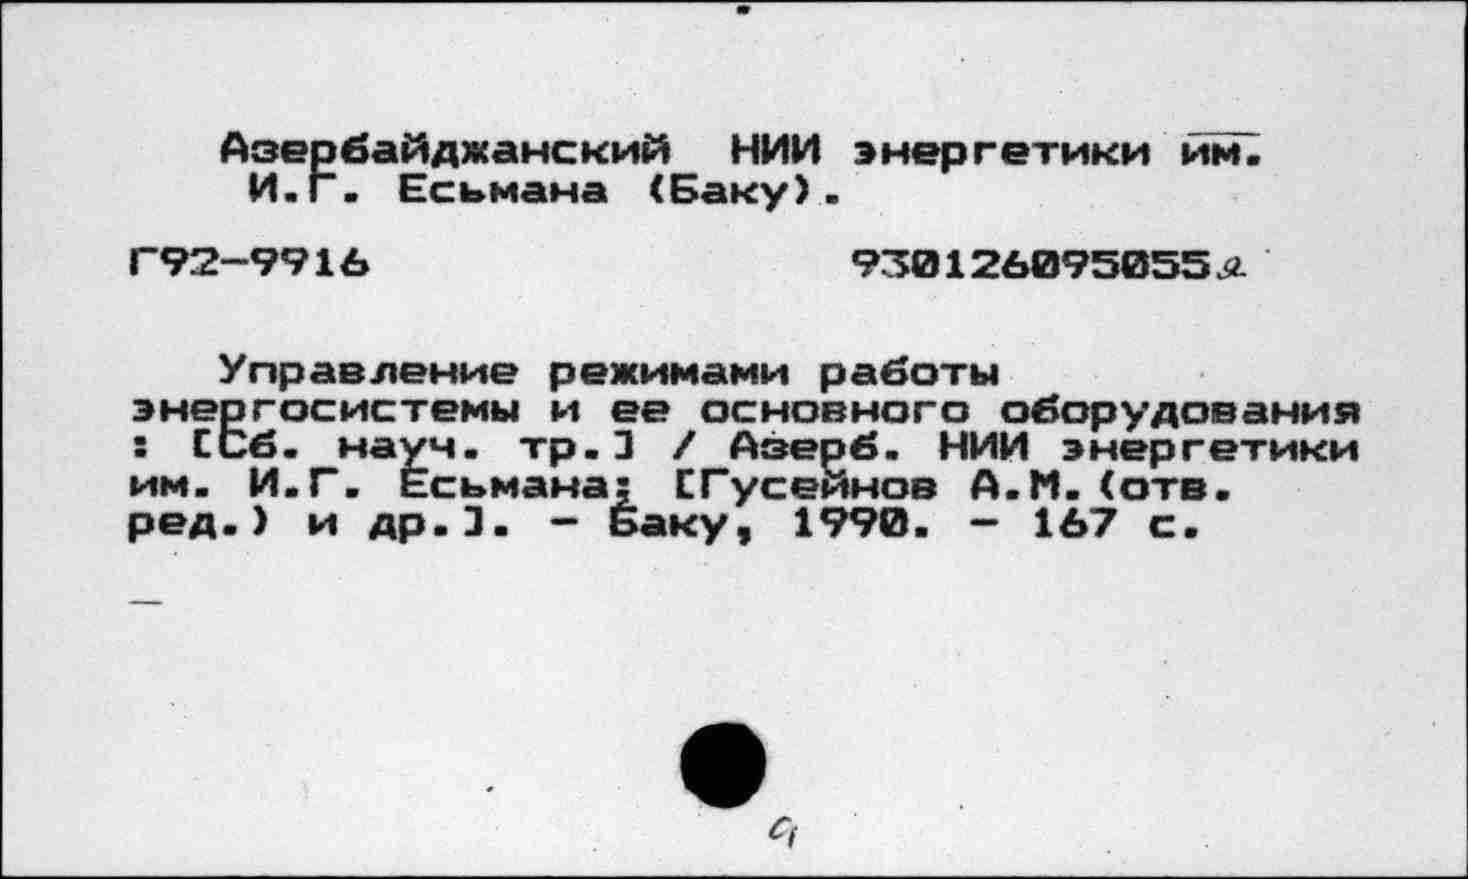 Азербайджанский НИИ энергетики им.
И.Г. Есьмана (Баку).
Г92-9916 930126095055я
Управление режимами работы
энергосистемы и ее основного оборудования
: [Сб. науч. тр.] / Азерб. НИИ энергетики
им. И.Г. Есьмана; [Гусейнов А.М.(отв.
ред.) и др.]. - Баку, 1990. - 167 с.